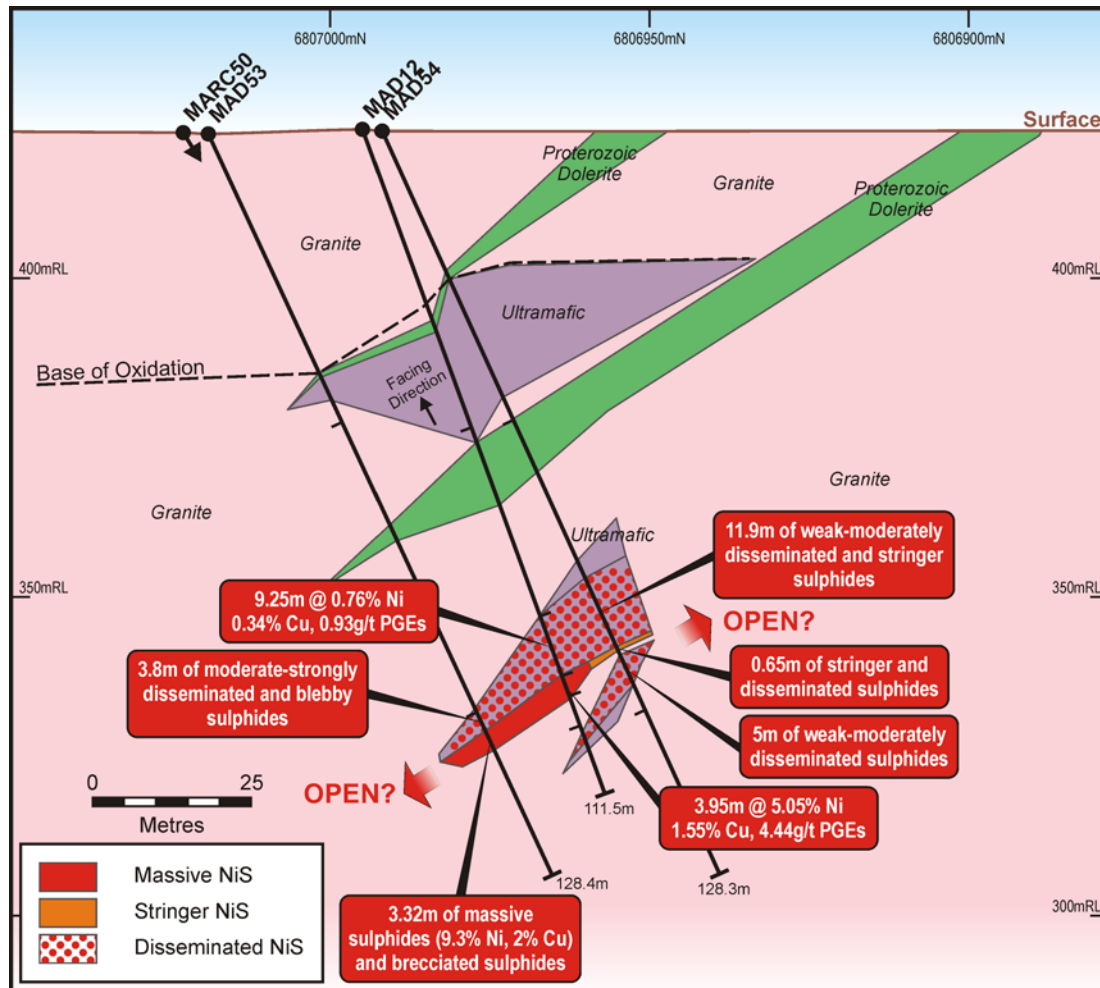 6807000mN
6806950mN
6806900mN
MARC50
MAD53
MAD12
MAD54
Surface
Proterozoic
Dolerite
Granite
Proterozoic
Dolerite
Granite
400mRL
400mRL
Ultramafic
Base of Oxidation
Facing
Direction
Granite
Granite
Ultramafic
11.9m of weak-moderately
disseminated and stringer
sulphides
350mRL
350mRL
9.25m @ 0.76% Ni
0.34% Cu, 0.93g/t PGEs
OPEN?
3.8m of moderate-strongly
disseminated and blebby
sulphides
0.65m of stringer and
disseminated sulphides
5m of weak-moderately
disseminated sulphides
OPEN?
0
25
Metres
111.5m
3.95m @ 5.05% Ni
1.55% Cu, 4.44g/t PGEs
128.4m
128.3m
Massive NiS
Stringer NiS
Disseminated NiS
3.32m of massive
sulphides (9.3% Ni, 2% Cu)
and brecciated sulphides
300mRL